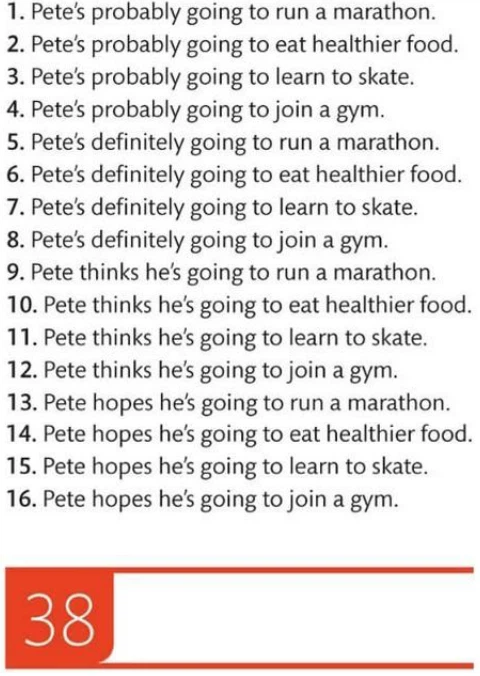 1. Pete's probably going to run a marathon.
2. Pete's probably going to eat healthier food.
3. Pete's probably going to learn to skate.
4. Pete's probably going to join a gym.
5. Pete's definitely going to run a marathon.
6. Pete's definitely going to eat healthier food.
7. Pete's definitely going to learn to skate.
8. Pete's definitely going to join a gym.
9. Pete thinks he's going to run a marathon.
10. Pete thinks he's going to eat healthier food.
11. Pete thinks he's going to learn to skate.
12. Pete thinks he's going to join a gym.
13. Pete hopes he's going to run a marathon.
14. Pete hopes he's going to eat healthier food.
15. Pete hopes he's going to learn to skate.
16. Pete hopes he's going to join a gym.
38